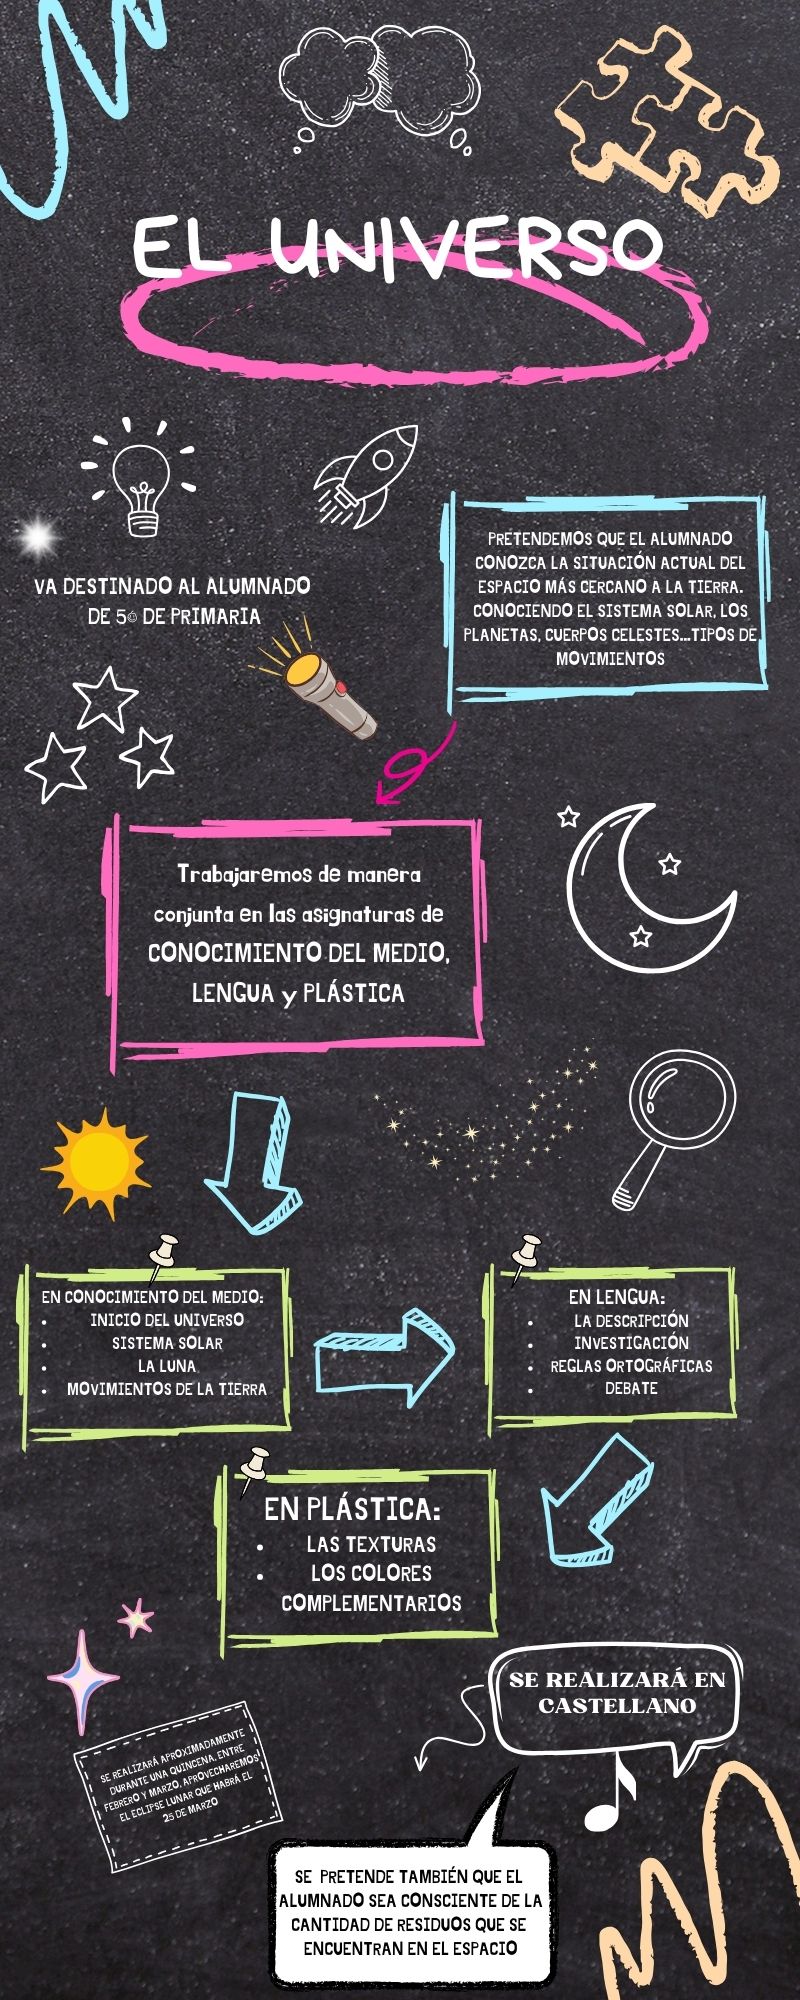 EL UNIVERSO
VA DESTINADO AL ALUMNADO
DE 5º DE PRIMARIA
PRETENDEMOS QUE EL ALUMNADO
CONOZCA LA SITUACIÓN ACTUAL DEL
ESPACIO MÁS CERCANO A LA TIERRA.
CONOCIENDO EL SISTEMA SOLAR, LOS
PLANETAS, CUERPOS CELESTES...TIPOS DE
MOVIMIENTOS
Trabajaremos de manera
conjunta en las asignaturas de
CONOCIMIENTO DEL MEDIO,
LENGUA y PLÁSTICA
EN CONOCIMIENTO DEL MEDIO:
• INICIO DEL UNIVERSO
• SISTEMA SOLAR
• LA LUNA
• MOVIMIENTOS DE LA TIERRA
EN LENGUA:
• LA DESCRIPCIÓN
• INVESTIGACIÓN
• REGLAS ORTOGRÁFICAS
• DEBATE
EN PLÁSTICA:
• LAS TEXTURAS
• LOS COLORES
COMPLEMENTARIOS
SE REALIZARÁ EN
CASTELLANO
SE REALIZARÁ APROXIMADAMENTE
DURANTE UNA QUINCENA, ENTRE
FEBRERO Y MARZO, APROVECHAREMOS
EL ECLIPSE LUNAR QUE HABRÁ EL
25 DE MARZO
SE PRETENDE TAMBIÉN QUE EL
ALUMNADO SEA CONSCIENTE DE LA
CANTIDAD DE RESIDUOS QUE SE
ENCUENTRAN EN EL ESPACIO